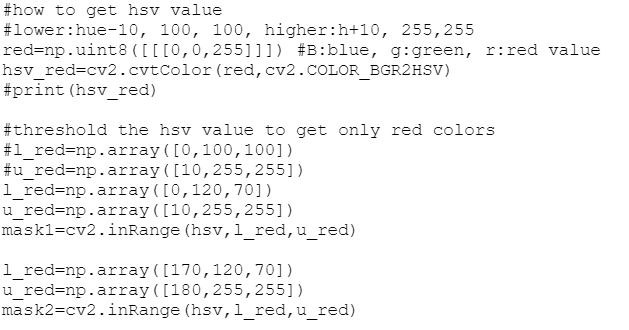 #how to get hsv value
#lower:hue-10, 100, 100, higher:h+10, 255,255
red=np.uint8([[[0,0,255]]]) #B:blue, g:green, r:red value
hsv_red=cv2.cvtColor(red,cv2.COLOR_BGR2HSV)
#print(hsv_red)
#threshold the hsv value to get only red colors
#l_red=np.array([0,100,100])
#u_red=np.array([10,255,255])
l_red=np.array([0,120,70])
u_red=np.array([10,255,255])
mask1=cv2.inRange(hsv,l_red,u_red)
l_red=np.array([170,120,70])
u_red=np.array([180,255,255])
mask2=cv2.inRange(hsv,l_red,u_red)